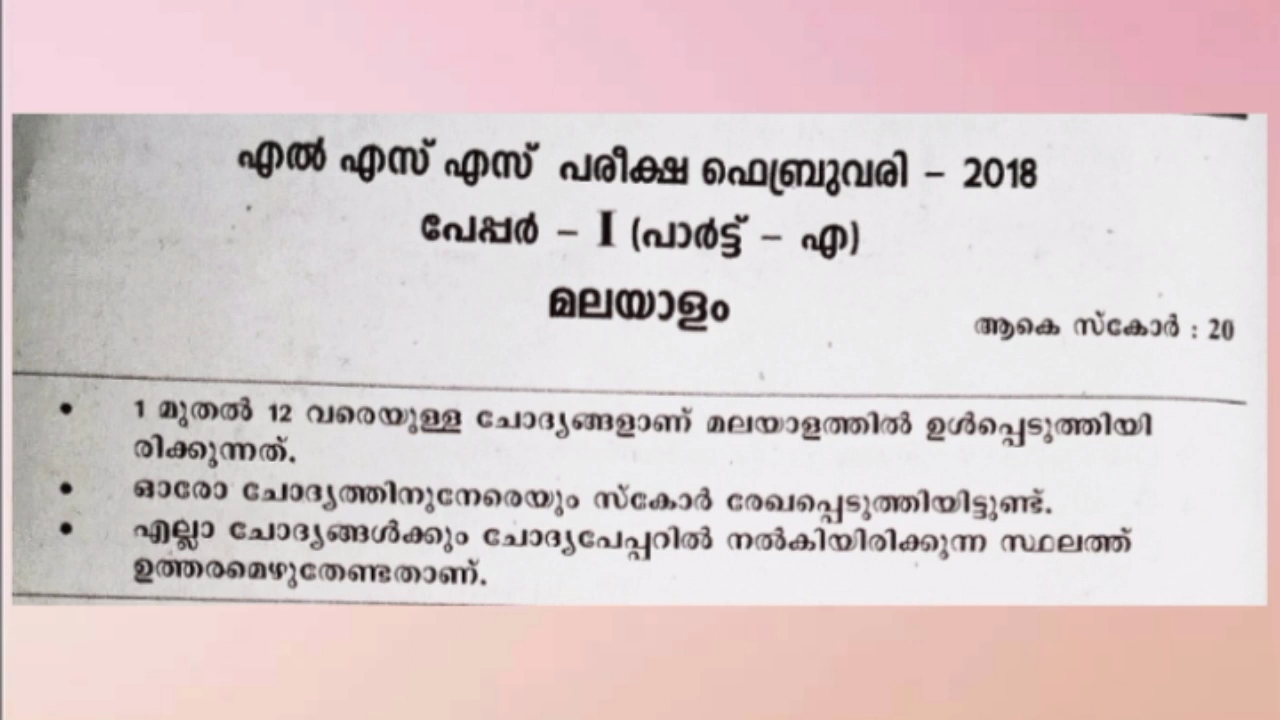 എൽ എസ് എസ് പരീക്ഷ ഫെബ്രുവരി – 2018
പേപ്പർ – I (പാർട്ട് – എ)
മലയാളം
ആകെ സ്കോർ : 20
• 1 മുതൽ 12 വരെയുള്ള ചോദ്യങ്ങളാണ് മലയാളത്തിൽ ഉൾപ്പെടുത്തിയി
രിക്കുന്നത്.
• ഓരോ ചോദ്യത്തിനുനേരെയും സ്കോർ രേഖപ്പെടുത്തിയിട്ടുണ്ട്.
• എല്ലാ ചോദ്യങ്ങൾക്കും ചോദ്യപേപ്പറിൽ നൽകിയിരിക്കുന്ന സ്ഥലത്ത്
ഉത്തരമെഴുതേണ്ടതാണ്.